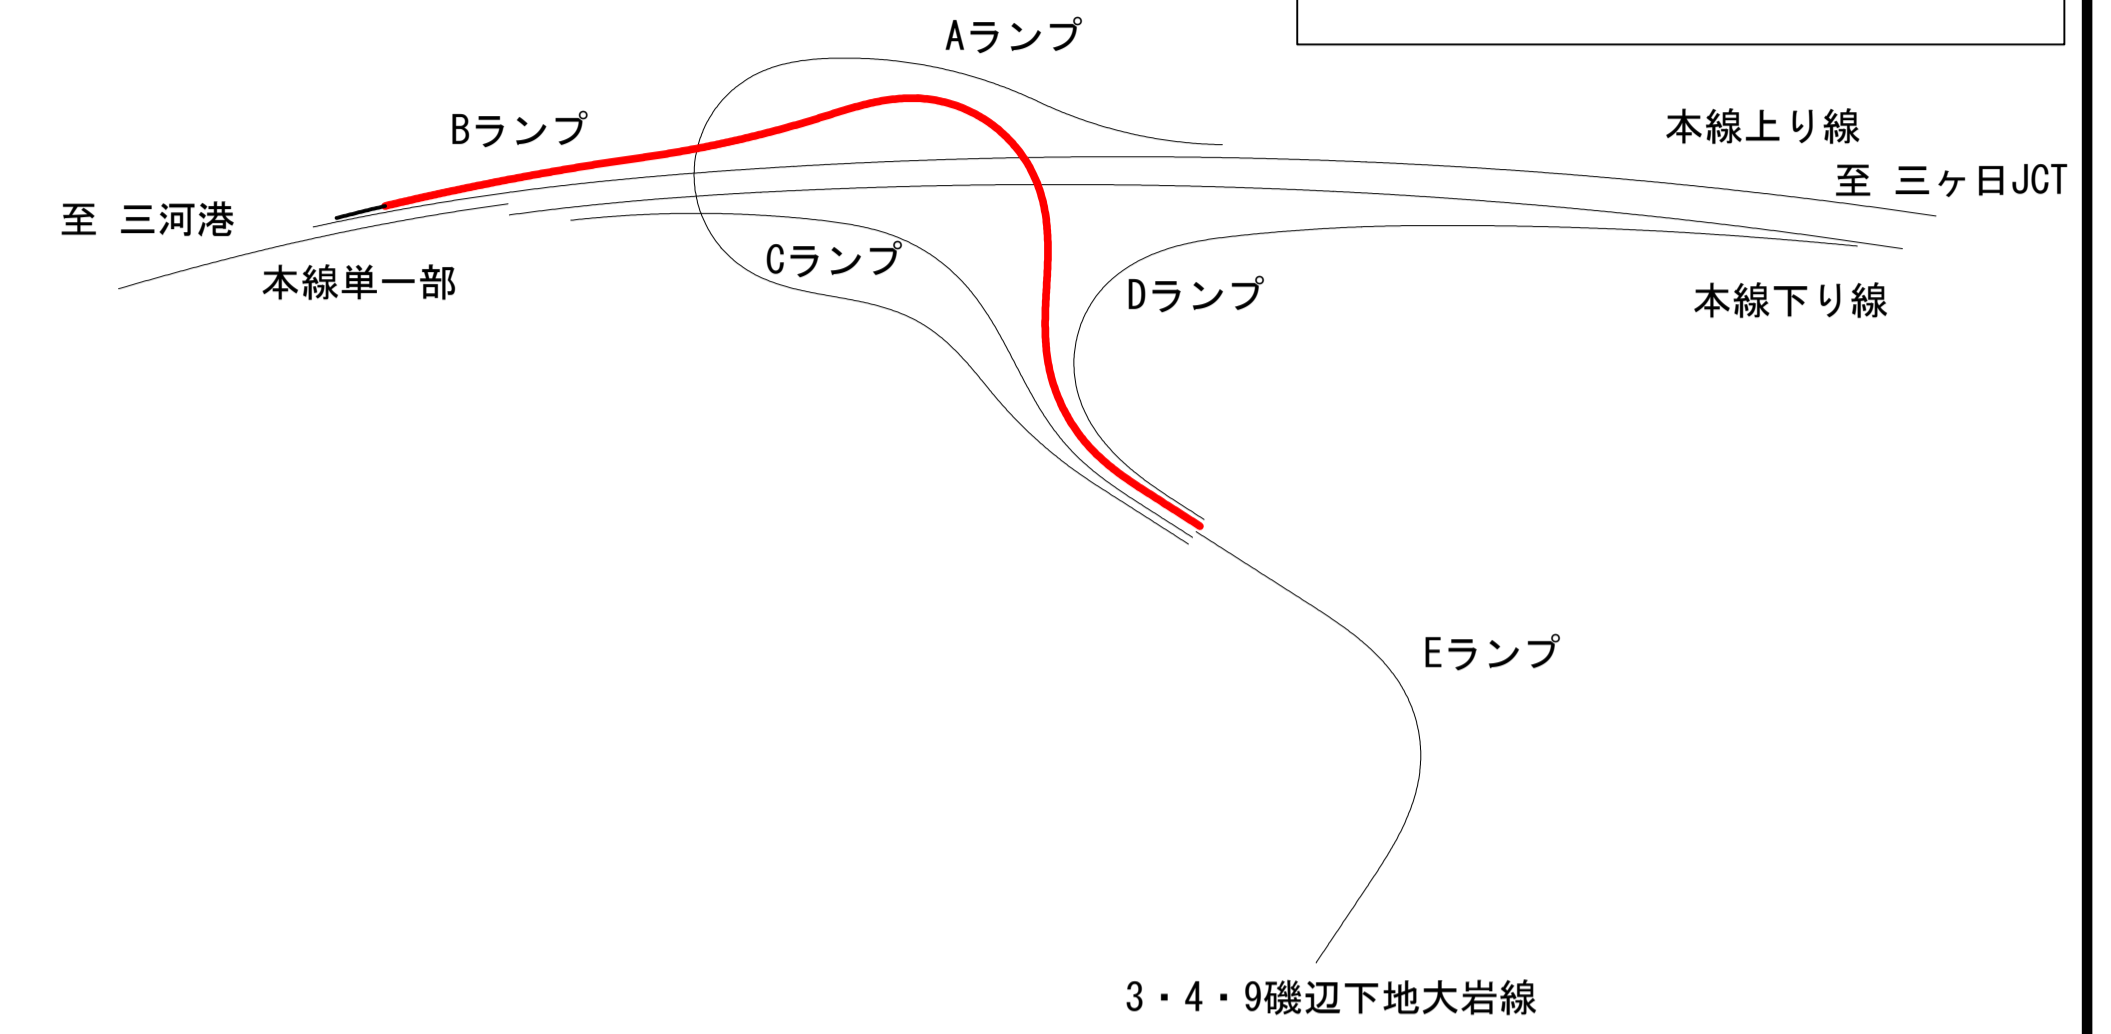 Aランプ
Bランプ
本線上り線
至 三ヶ日JCT
至 三河港
本線単一部
Cランプ
Dランプ
本線下り線
Eランプ
3・4・9磯辺下地大岩線